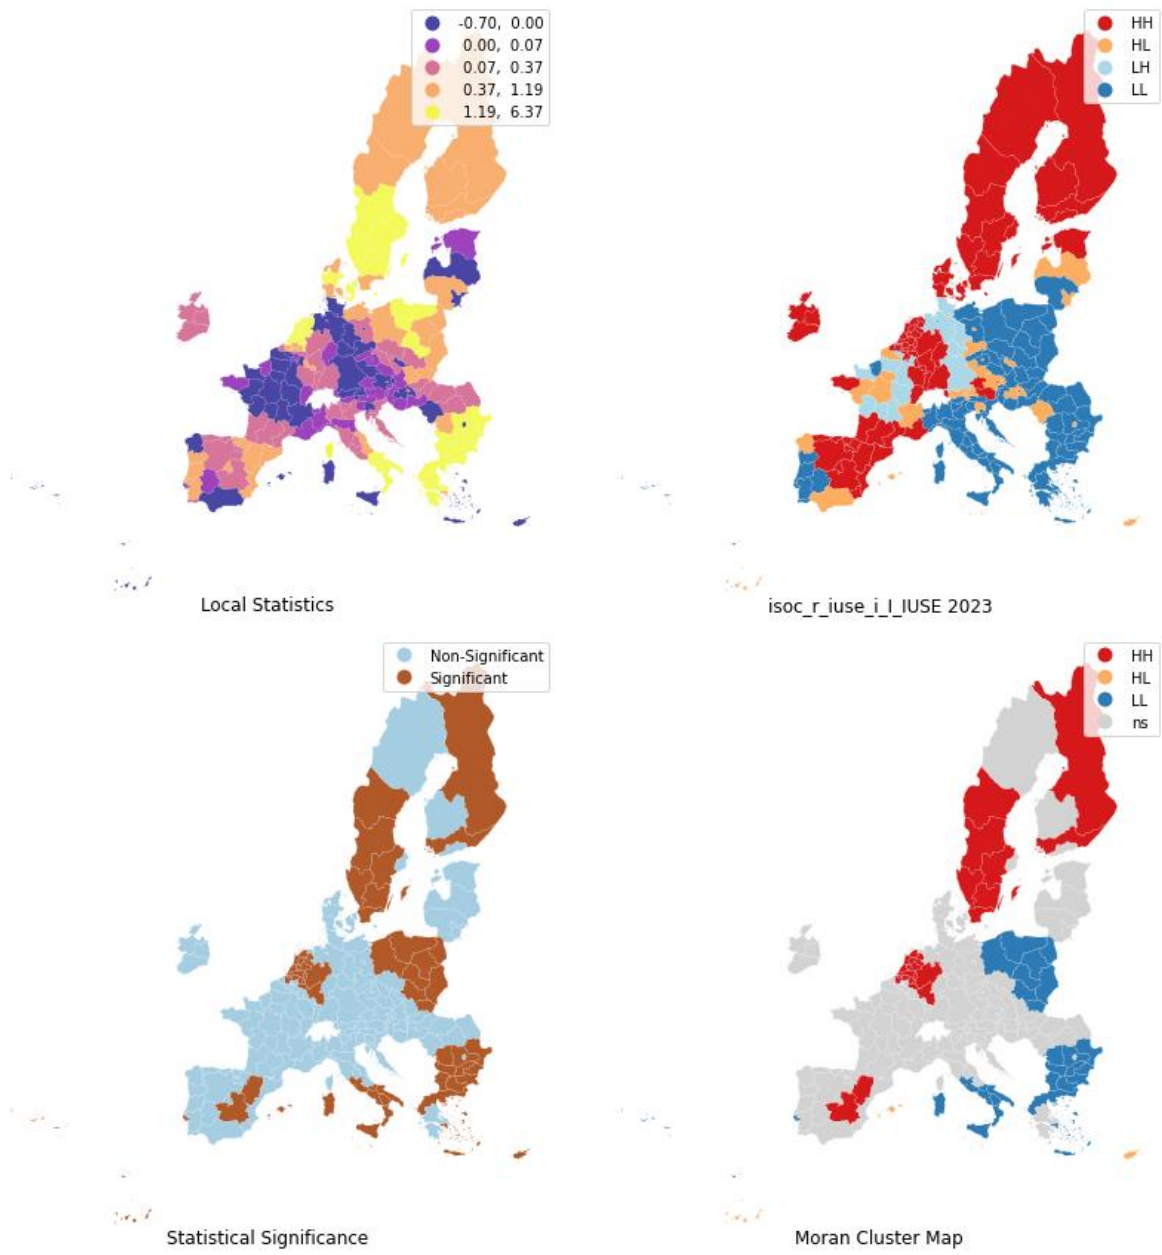 -0.70, 0.00
0.00, 0.07
0.07, 0.37
0.37, 1.19
1.19, 6.37
Local Statistics
HH
HL
LH
LL
isoc_r_iuse_i_I_IUSE 2023
Non-Significant
Significant
Statistical Significance
HH
HL
LL
ns
Moran Cluster Map